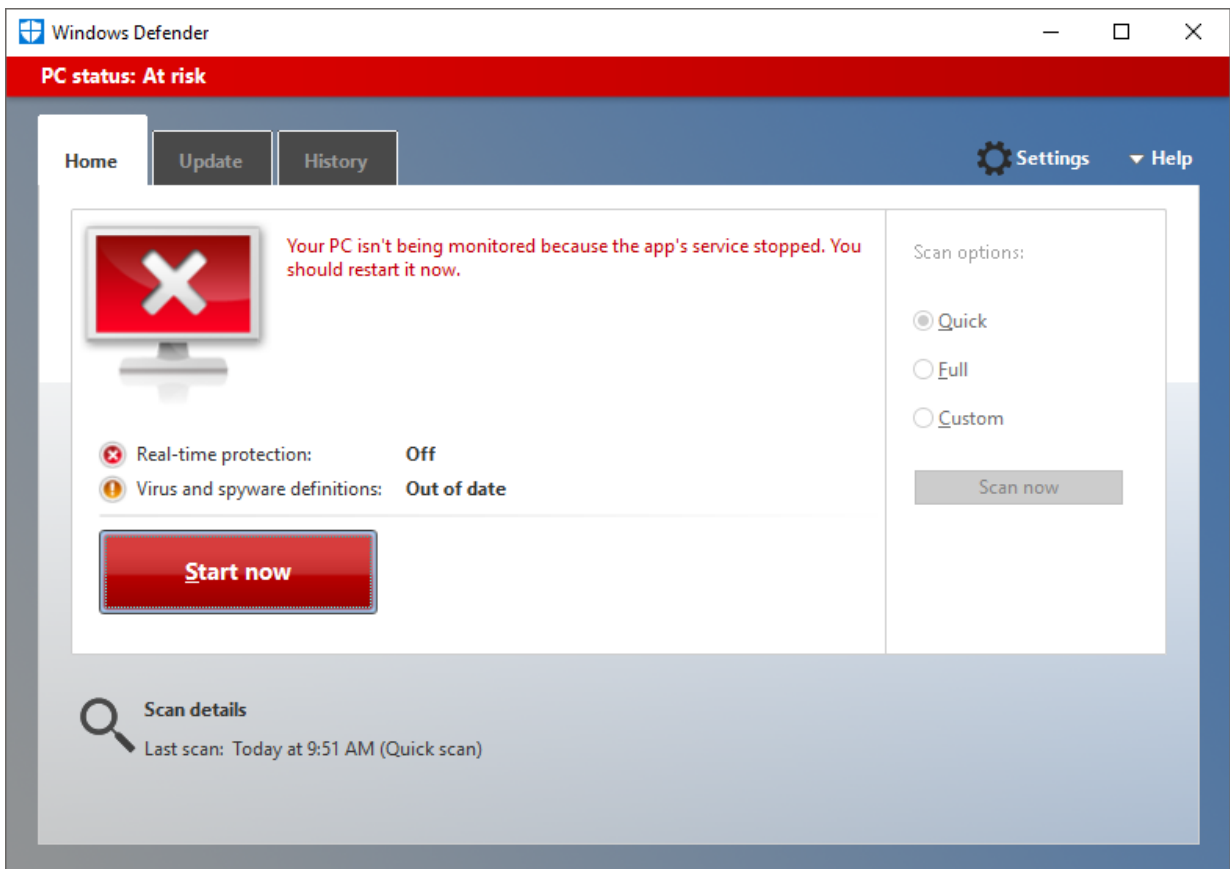 Windows Defender
PC status: At risk
Home
Update
History
Settings
Help
Your PC isn't being monitored because the app's service stopped. You
should restart it now.
Real-time protection: Off
Virus and spyware definitions: Out of date
Start now
Scan options:
Quick
Full
Custom
Scan now
Scan details
Last scan: Today at 9:51 AM (Quick scan)